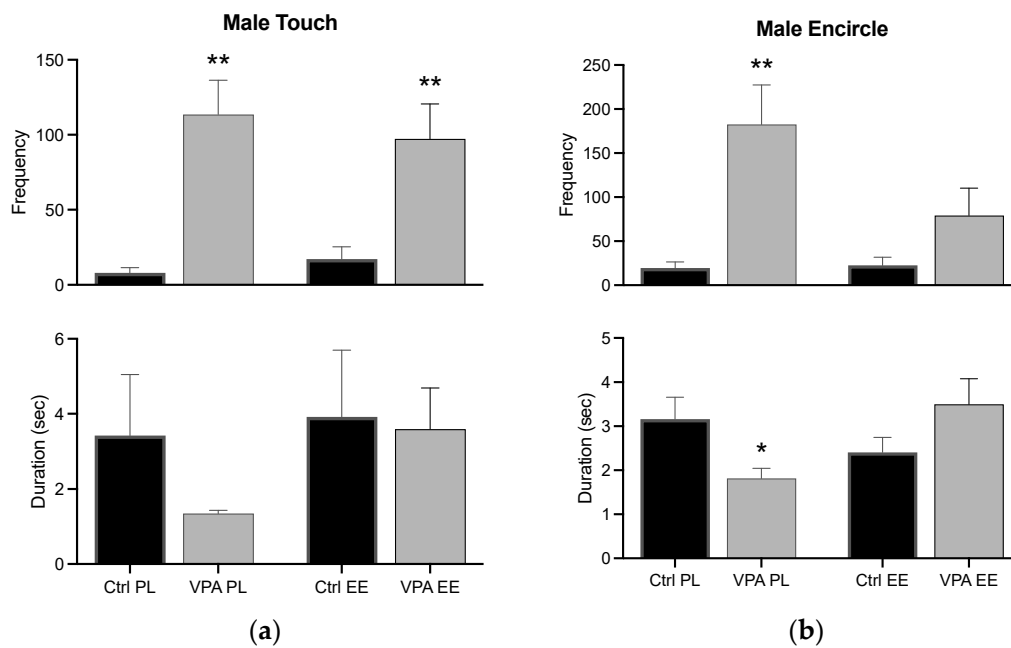 Male Touch
**
**
150
100
50
0
Frequency
6
4
2
0
Duration (sec)
Ctrl PL
VPA PL
Ctrl EE
VPA EE
(a)
Male Encircle
**
250
200
150
100
50
0
Frequency
*
5
4
3
2
1
0
Duration (sec)
Ctrl PL
VPA PL
Ctrl EE
VPA EE
(b)